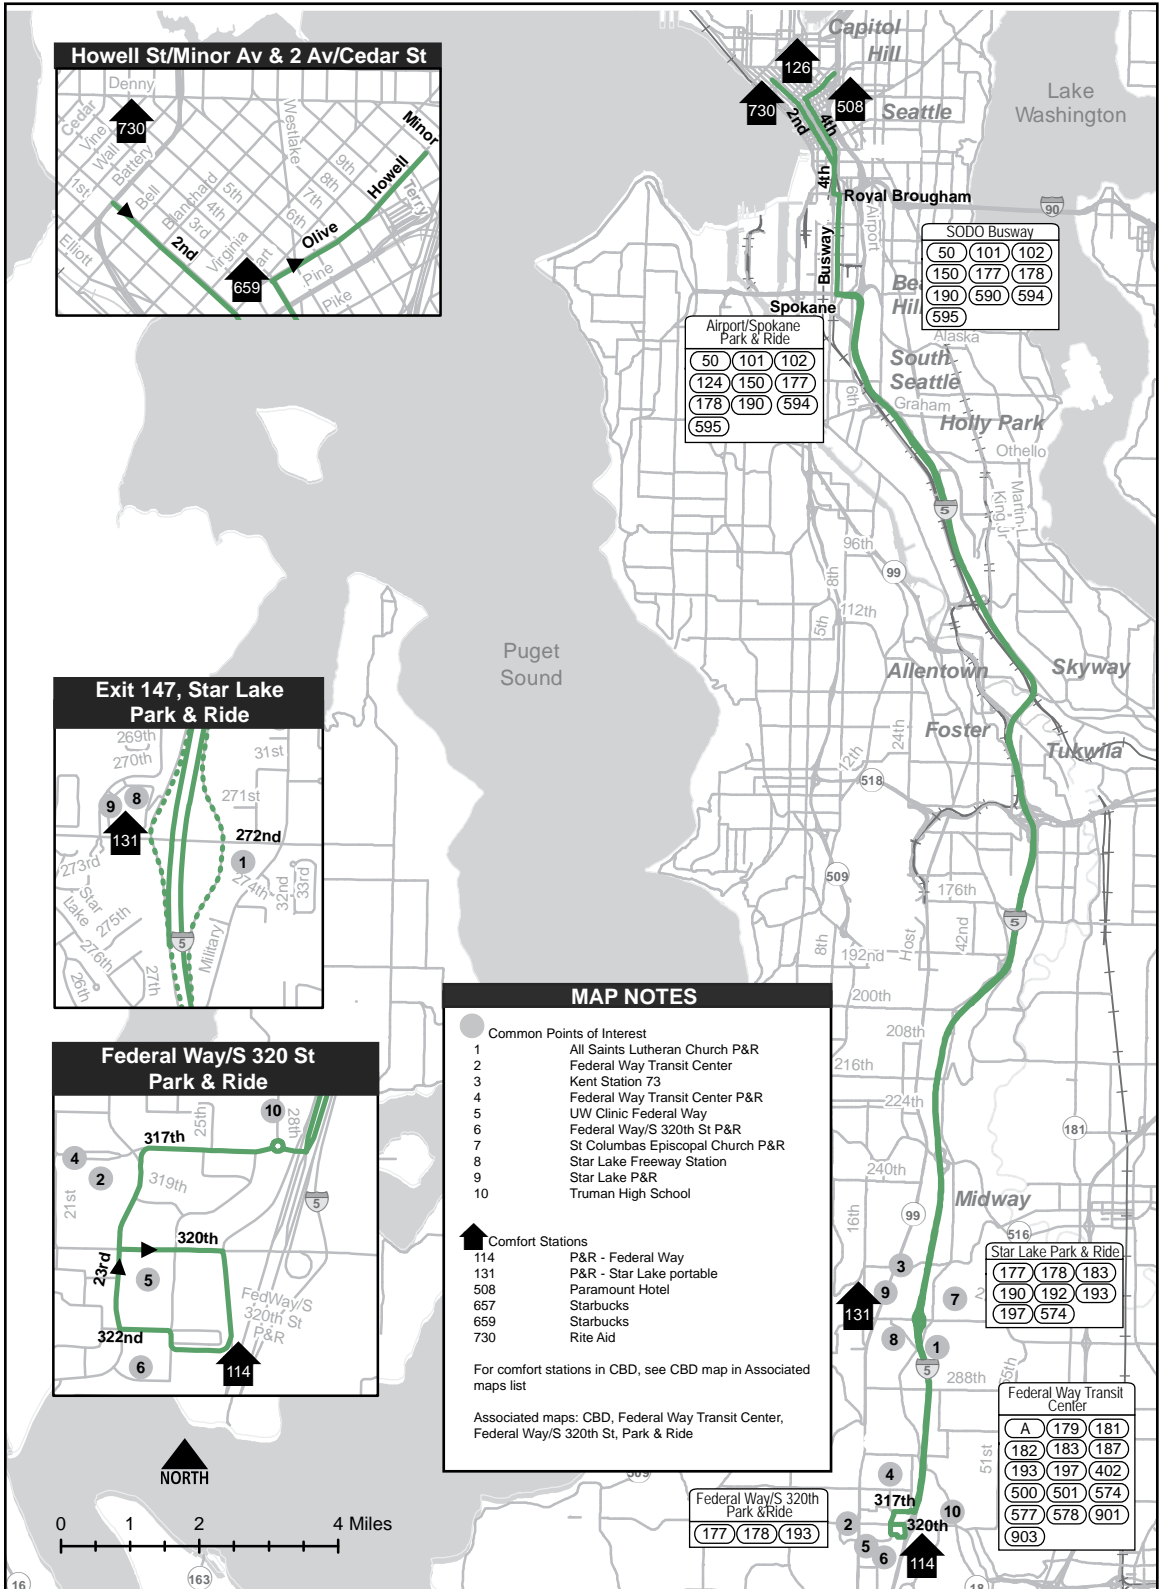 Howell St/Minor Av & 2 Av/Cedar St
Denny
Cedar
Vine
Wall
Battery
730
1st
Bell
Blanchard
Elliott
2nd
3rd
4th
5th
Virginia
Westlake
6th
7th
8th
9th
Minor
Howell
Terry
Olive
659
Pine
Pike
Capitol
Hill
126
730
508
2nd
4th
Seattle
Lake
Washington
4th
Royal Brougham
90
Airport
Busway
Spokane
SODO Busway
50 101 102
150 177 178
190 590 594
595
Airport/Spokane
Park & Ride
50 101 102
124 150 177
178 190 594
595
Alaska
South
Seattle
6th
Graham
Holly Park
Othello
Martin L
King Jr
5
96th
99
8th
112th
5th
Allentown
Skyway
Foster
24th
Tukwila
518
509
176th
5
Host
42nd
8th
192nd
200th
208th
216th
224th
181
240th
Midway
16th
99
516
Puget
Sound
Exit 147, Star Lake
Park & Ride
269th
270th
31st
9
8
271st
131
272nd
1
273rd
274th
Star
Lake
32nd
33rd
275th
276th
26th
27th
5
Military
Federal Way/S 320 St
Park & Ride
10
25th
28th
317th
4
2
319th
21st
5
320th
23rd
5
FedWay/S
320th St
P&R
322nd
6
114
NORTH
0 1 2 4 Miles
16
163
MAP NOTES
Common Points of Interest
1 All Saints Lutheran Church P&R
2 Federal Way Transit Center
3 Kent Station 73
4 Federal Way Transit Center P&R
5 UW Clinic Federal Way
6 Federal Way/S 320th St P&R
7 St Columbas Episcopal Church P&R
8 Star Lake Freeway Station
9 Star Lake P&R
10 Truman High School
Comfort Stations
114 P&R - Federal Way
131 P&R - Star Lake portable
508 Paramount Hotel
657 Starbucks
659 Starbucks
730 Rite Aid
For comfort stations in CBD, see CBD map in Associated
maps list
Associated maps: CBD, Federal Way Transit Center,
Federal Way/S 320th St, Park & Ride
509
3
9
7
131
8
1
5
288th
Star Lake Park & Ride
177 178 183
190 192 193
197 574
Federal Way Transit
Center
A 179 181
182 183 187
193 197 402
500 501 574
577 578 901
903
51st
4
317th
10
2
320th
5
6
114
Federal Way/S 320th
Park &Ride
177 178 193
18